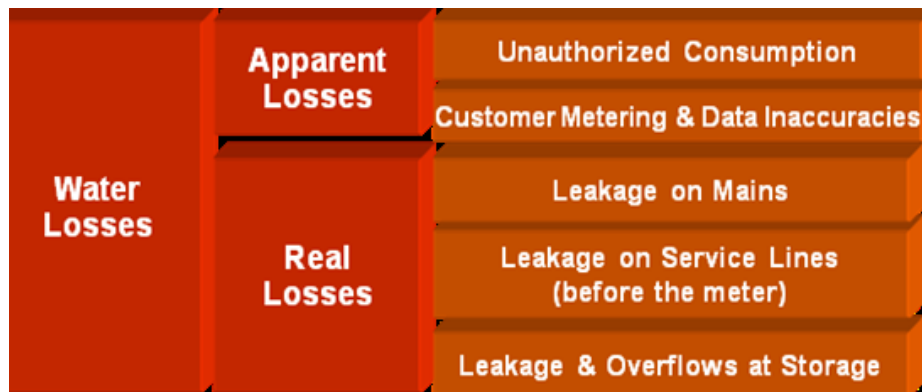 Water
Losses
Apparent
Losses
Unauthorized Consumption
Customer Metering & Data Inaccuracies
Real
Losses
Leakage on Mains
Leakage on Service Lines
(before the meter)
Leakage & Overflows at Storage